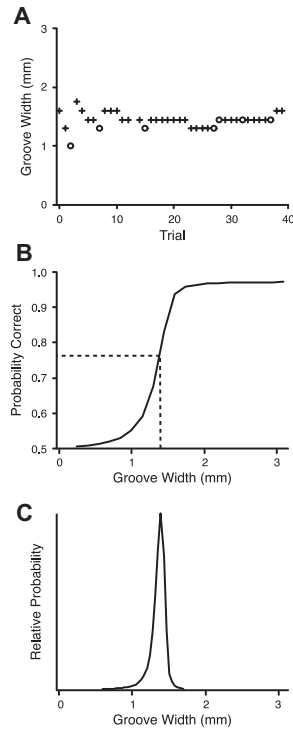 A
3
2
1
0
Groove Width (mm)
0 10 20 30 40
Trial
B
1.0
0.9
0.8
0.7
0.6
0.5
Probability Correct
0 1 2 3
Groove Width (mm)
C
Relative Probability
0 1 2 3
Groove Width (mm)